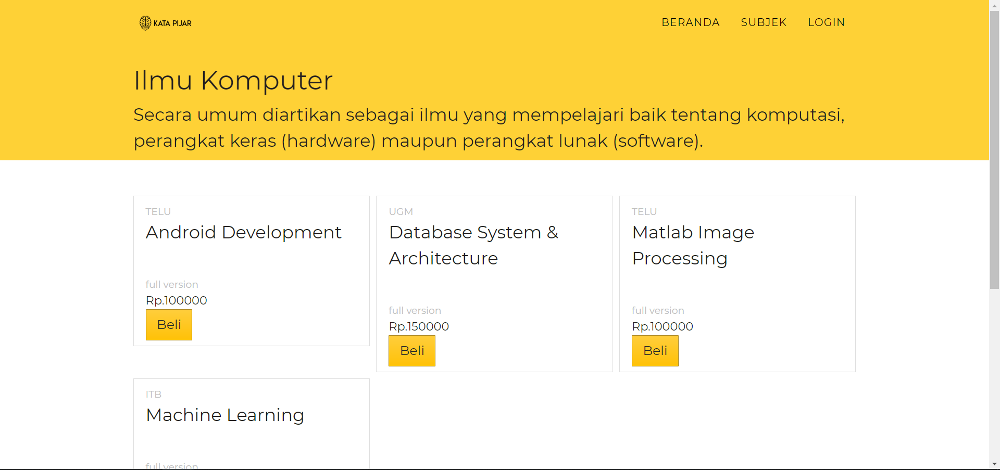 KATA PIJAR
BERANDA SUBJEK LOGIN
Ilmu Komputer
Secara umum diartikan sebagai ilmu yang mempelajari baik tentang komputasi,
perangkat keras (hardware) maupun perangkat lunak (software).
TELU
Android Development
full version
Rp.100000
Beli
UGM
Database System &
Architecture
full version
Rp.150000
Beli
TELU
Matlab Image
Processing
full version
Rp.100000
Beli
ITB
Machine Learning
full version